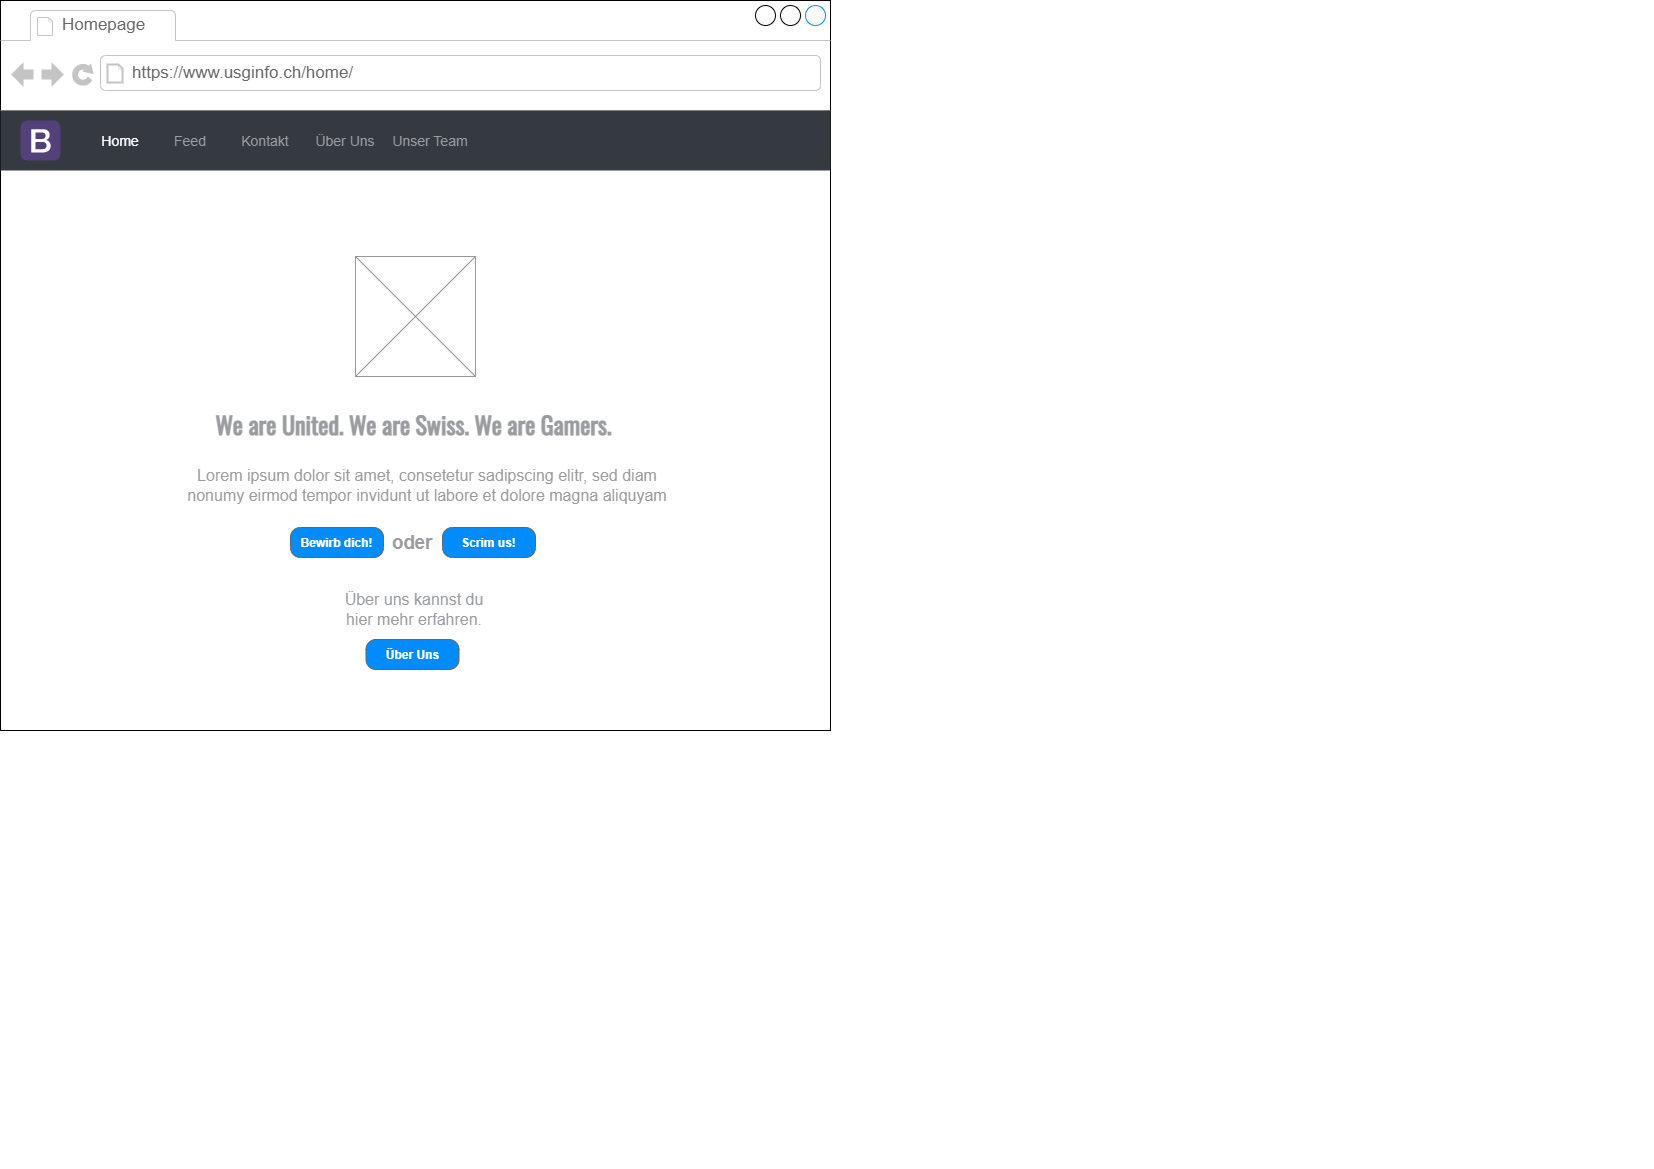 Homepage
https://www.usginfo.ch/home/
B
Home Feed Kontakt Über Uns Unser Team
We are United. We are Swiss. We are Gamers.
Lorem ipsum dolor sit amet, consetetur sadipscing elitr, sed diam
nonumy eirmod tempor invidunt ut labore et dolore magna aliquyam
Bewirb dich! oder Scrim us!
Über uns kannst du
hier mehr erfahren.
Über Uns